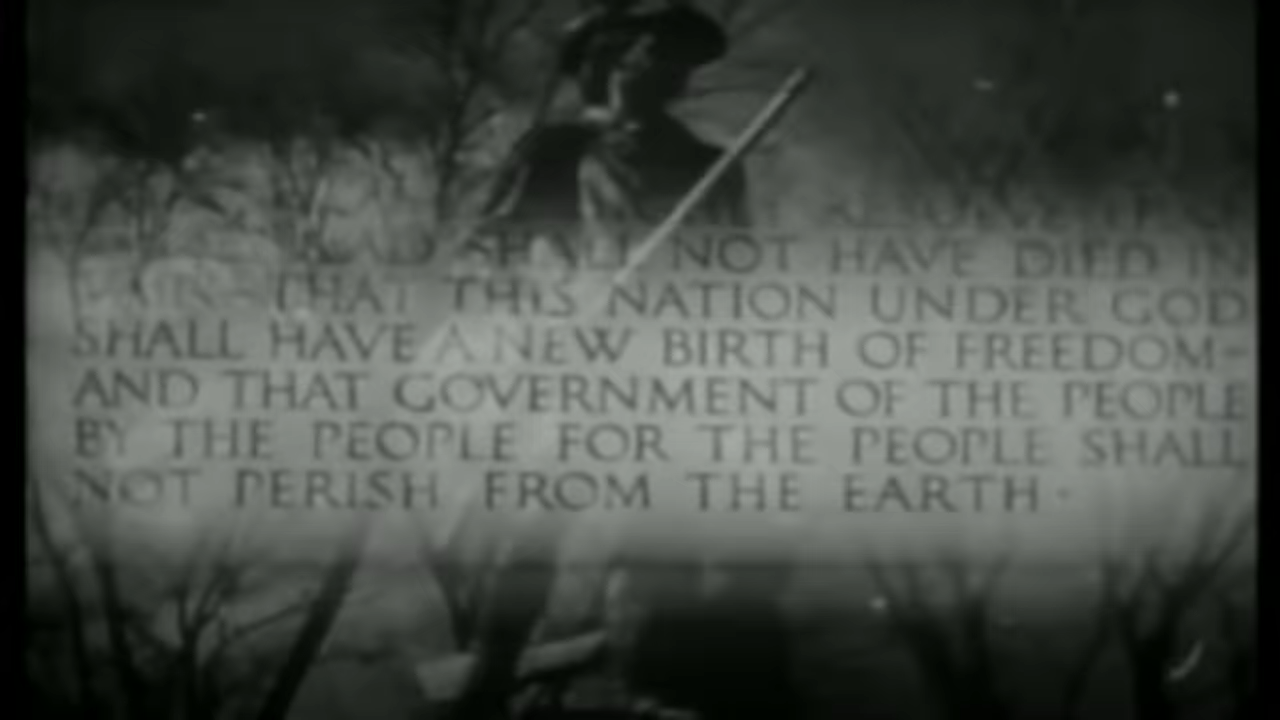 SHALL NOT HAVE DIED IN
THAT THIS NATION UNDER GOD
SHALL HAVE A NEW BIRTH OF FREEDOM–
AND THAT GOVERNMENT OF THE PEOPLE
BY THE PEOPLE FOR THE PEOPLE SHALL
NOT PERISH FROM THE EARTH·